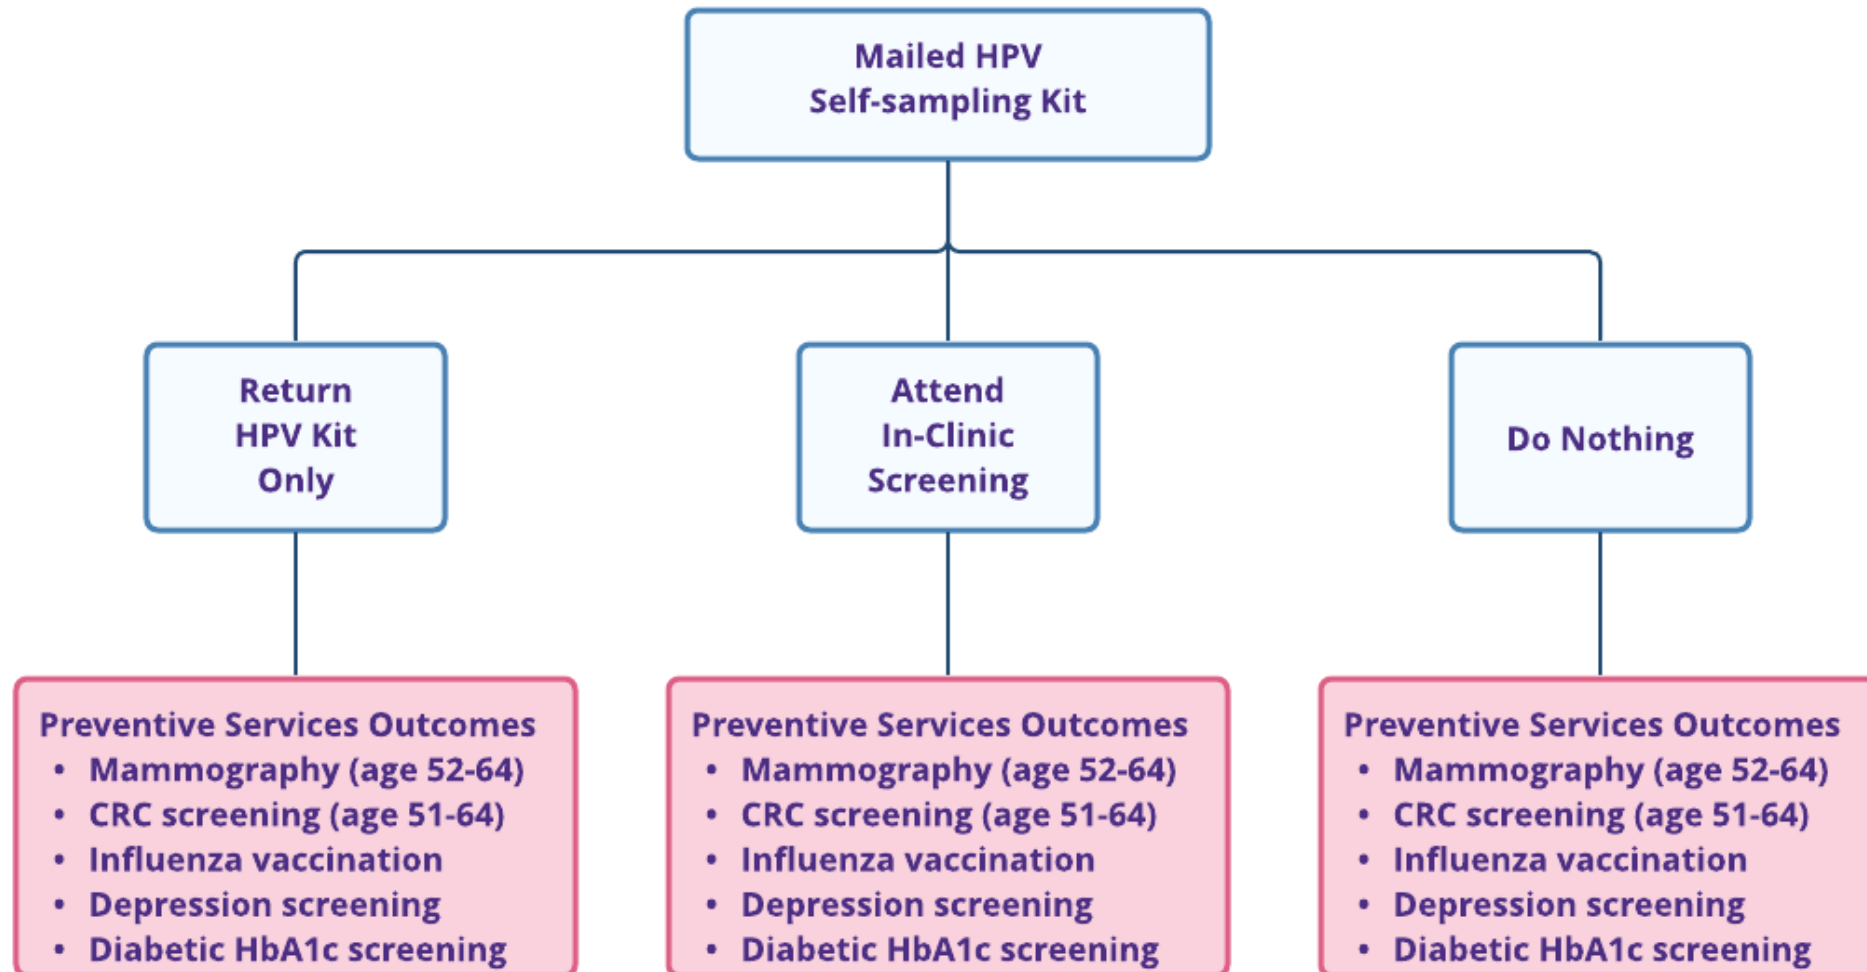 Mailed HPV
Self-sampling Kit
Return
HPV Kit
Only
Attend
In-Clinic
Screening
Do Nothing
Preventive Services Outcomes
• Mammography (age 52-64)
• CRC screening (age 51-64)
• Influenza vaccination
• Depression screening
• Diabetic HbA1c screening
Preventive Services Outcomes
• Mammography (age 52-64)
• CRC screening (age 51-64)
• Influenza vaccination
• Depression screening
• Diabetic HbA1c screening
Preventive Services Outcomes
• Mammography (age 52-64)
• CRC screening (age 51-64)
• Influenza vaccination
• Depression screening
• Diabetic HbA1c screening